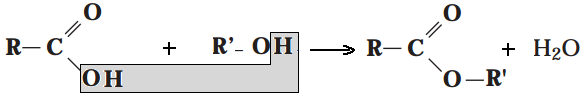 O O
R–C + R’– OH ⟶ R–C + H₂O
OH O–R'